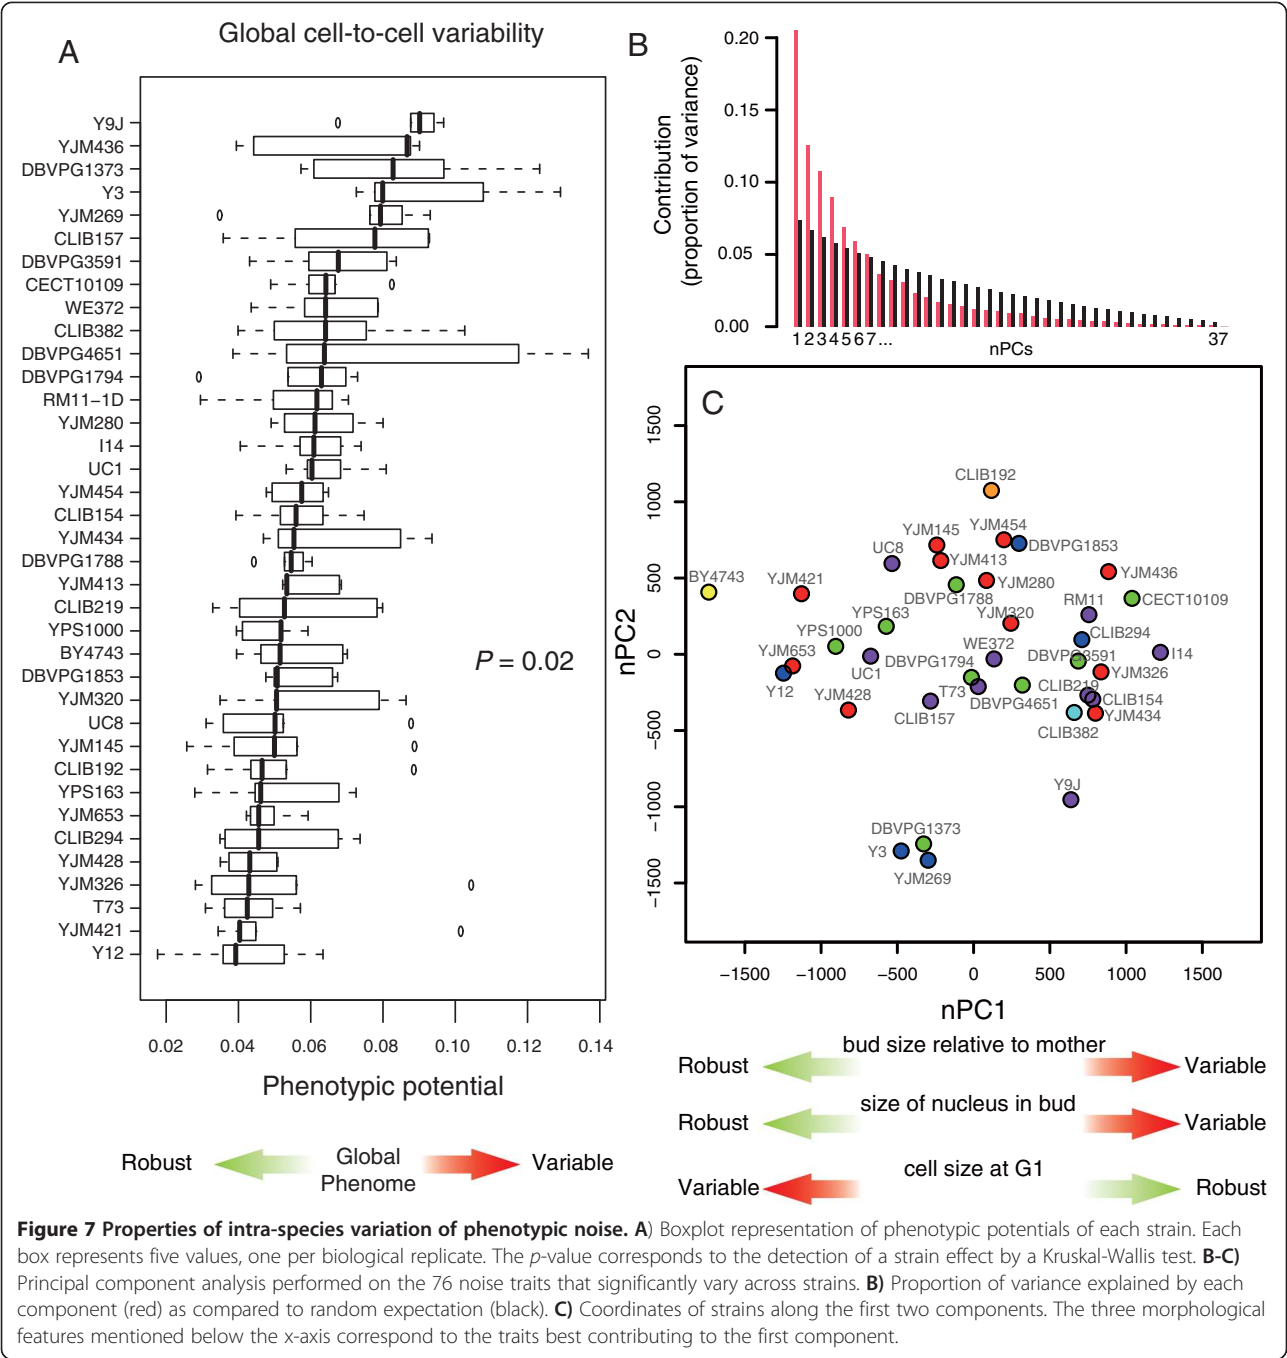 A
Global cell-to-cell variability
Y9J
YJM436
DBVPG1373
Y3
YJM269
CLIB157
DBVPG3591
CECT10109
WE372
CLIB382
DBVPG4651
DBVPG1794
RM11−1D
YJM280
I14
UC1
YJM454
CLIB154
YJM434
DBVPG1788
YJM413
CLIB219
YPS1000
BY4743
DBVPG1853
YJM320
UC8
YJM145
CLIB192
YPS163
YJM653
CLIB294
YJM428
YJM326
T73
YJM421
Y12
P = 0.02
0.02 0.04 0.06 0.08 0.10 0.12 0.14
Phenotypic potential
Robust Global Phenome Variable
B
Contribution
(proportion of variance)
0.20
0.15
0.10
0.05
0.00
1 2 3 4 5 6 7 ... 37
nPCs
C
nPC2
1500
1000
500
0
−500
−1000
−1500
CLIB192
YJM145
YJM454
UC8
YJM413
DBVPG1853
BY4743
YJM421
YJM280
YJM436
DBVPG1788
CECT10109
YPS163
YJM320
RM11
YPS1000
CLIB294
WE372
YJM653
UC1
DBVPG1794
DBVPG3591
I14
YJM326
Y12
YJM428
T73
CLIB219
CLIB157
DBVPG4651
CLIB154
YJM434
CLIB382
Y9J
DBVPG1373
Y3
YJM269
−1500 −1000 −500 0 500 1000 1500
nPC1
bud size relative to mother
Robust Variable
size of nucleus in bud
Robust Variable
cell size at G1
Variable Robust
Figure 7 Properties of intra-species variation of phenotypic noise. A) Boxplot representation of phenotypic potentials of each strain. Each
box represents five values, one per biological replicate. The p-value corresponds to the detection of a strain effect by a Kruskal-Wallis test. B-C)
Principal component analysis performed on the 76 noise traits that significantly vary across strains. B) Proportion of variance explained by each
component (red) as compared to random expectation (black). C) Coordinates of strains along the first two components. The three morphological
features mentioned below the x-axis correspond to the traits best contributing to the first component.